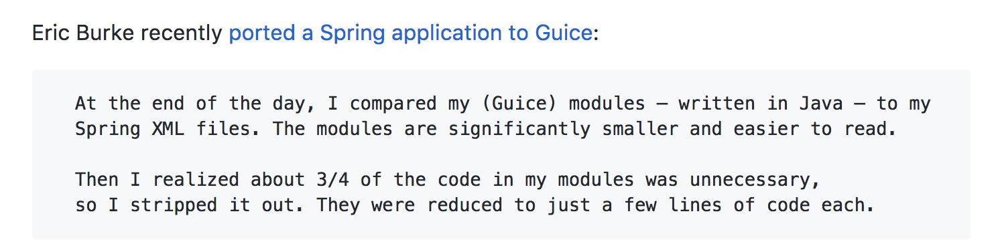 Eric Burke recently ported a Spring application to Guice:
At the end of the day, I compared my (Guice) modules — written in Java — to my
Spring XML files. The modules are significantly smaller and easier to read.
Then I realized about 3/4 of the code in my modules was unnecessary,
so I stripped it out. They were reduced to just a few lines of code each.